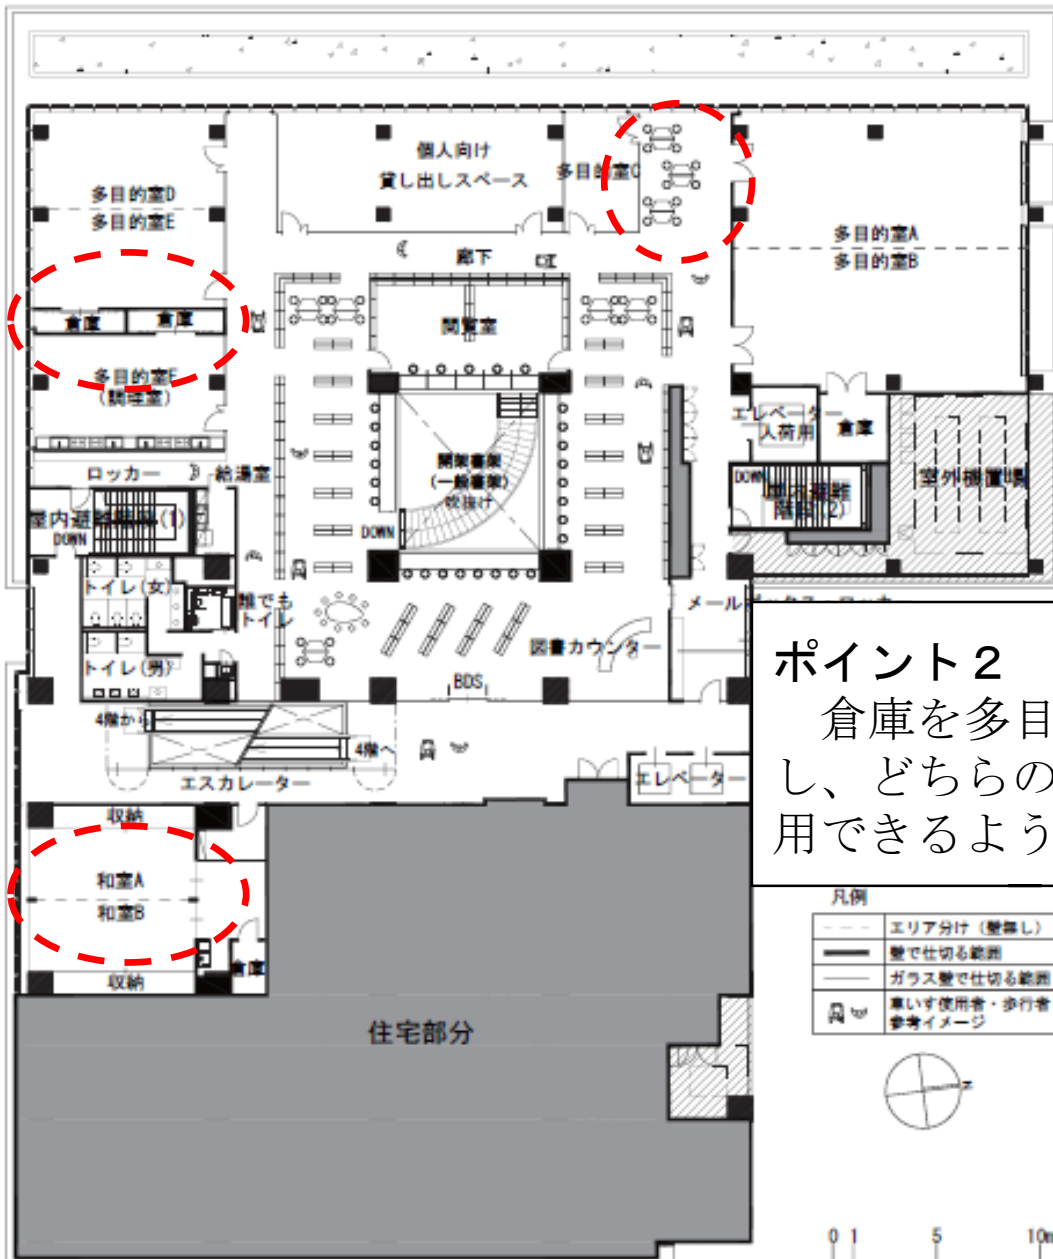 個人向け
貸し出しスペース
多目的室C
多目的室D
多目的室E
多目的室A
多目的室B
廊下
倉庫
倉庫
閲覧室
多目的室F
(調理室)
エレベーター
人荷用
倉庫
ロッカー
給湯室
開架書架
(一般書架)
吹抜け
室外機置場
DOWN
屋内避難
階段(2)
屋内避難階段(1)
DOWN
DOWN
トイレ(女)
誰でも
トイレ
トイレ(男)
図書カウンター
BDS
ポイント2
倉庫を多目
し、どちらの
用できるよう
4階から
4階へ
エスカレーター
エレベーター
収納
和室A
和室B
倉庫
収納
住宅部分
凡例
エリア分け(壁無し)
壁で仕切る範囲
ガラス壁で仕切る範囲
車いす使用者・歩行者
参考イメージ
N
0 1 5 10m